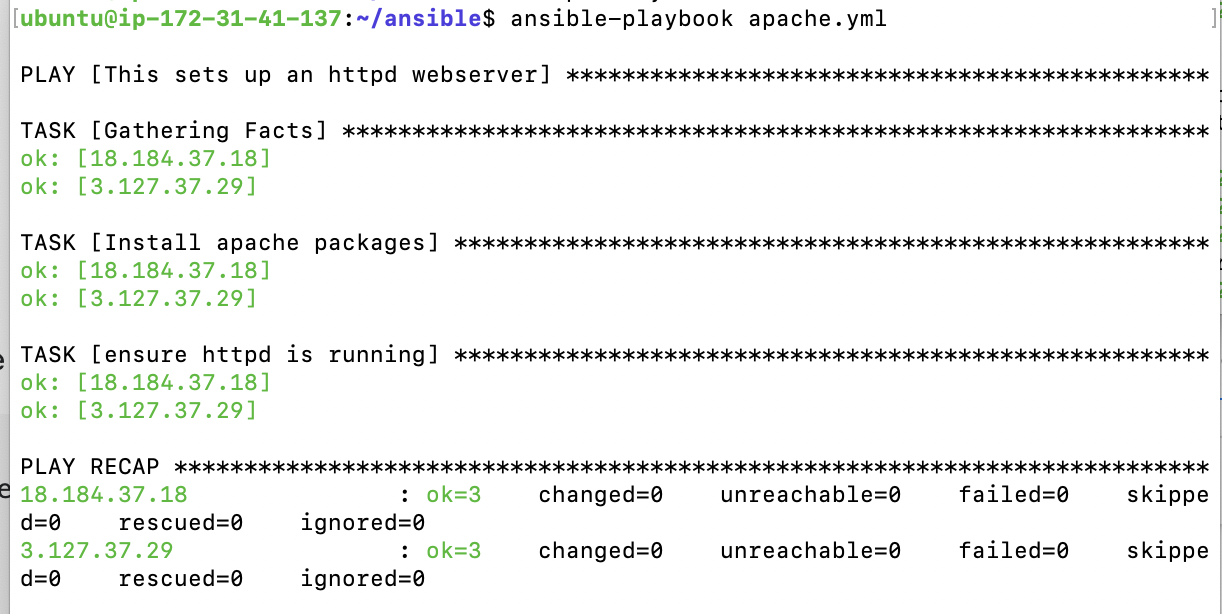 [ubuntu@ip-172-31-41-137:~/ansible$ ansible-playbook apache.yml ]
PLAY [This sets up an httpd webserver] **********************************************
TASK [Gathering Facts] **************************************************************
ok: [18.184.37.18]
ok: [3.127.37.29]
TASK [Install apache packages] ******************************************************
ok: [18.184.37.18]
ok: [3.127.37.29]
TASK [ensure httpd is running] ******************************************************
ok: [18.184.37.18]
ok: [3.127.37.29]
PLAY RECAP **************************************************************************
18.184.37.18               : ok=3    changed=0    unreachable=0    failed=0    skippe
d=0    rescued=0    ignored=0
3.127.37.29                : ok=3    changed=0    unreachable=0    failed=0    skippe
d=0    rescued=0    ignored=0